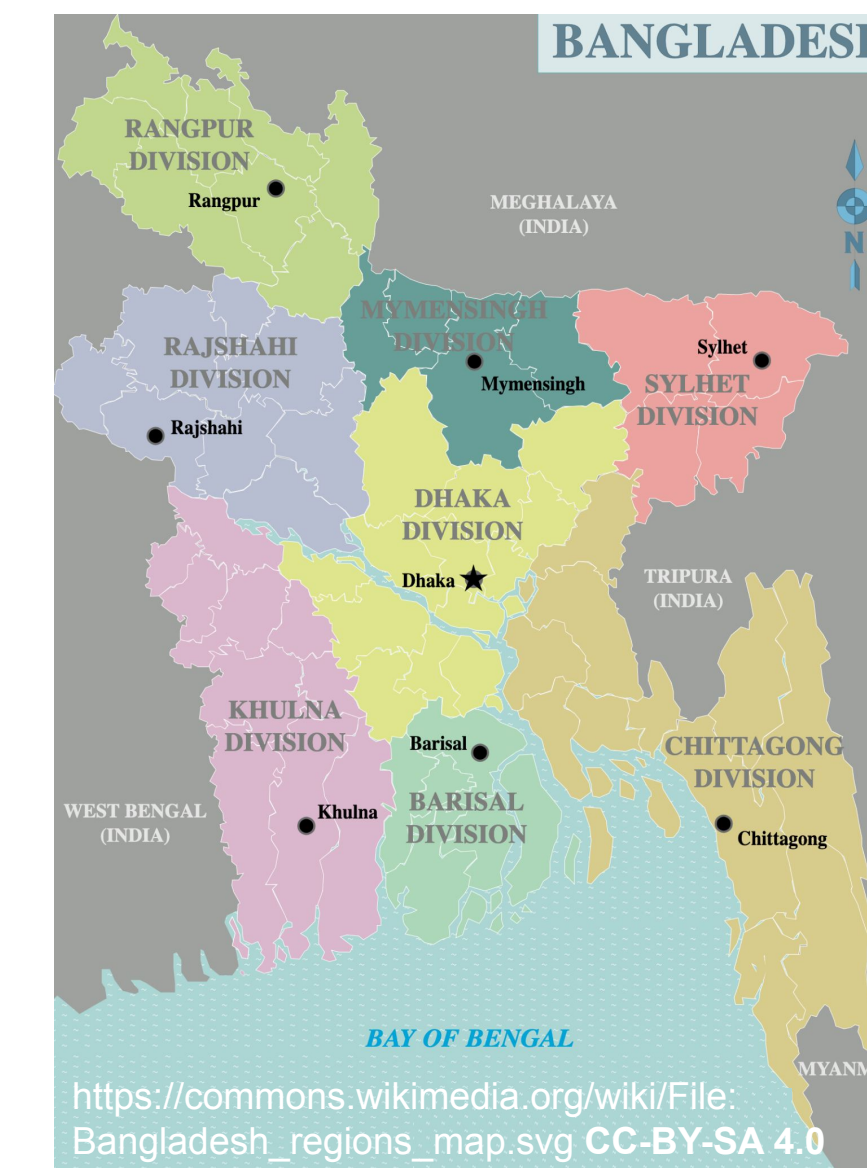 BANGLADESH
RANGPUR
DIVISION
Rangpur
MEGHALAYA
(INDIA)
N
MYMENSINGH
DIVISION
Mymensingh
RAJSHAHI
DIVISION
Rajshahi
Sylhet
SYLHET
DIVISION
DHAKA
DIVISION
Dhaka
TRIPURA
(INDIA)
KHULNA
DIVISION
Khulna
Barisal
BARISAL
DIVISION
CHITTAGONG
DIVISION
Chittagong
WEST BENGAL
(INDIA)
BAY OF BENGAL
MYANM
https://commons.wikimedia.org/wiki/File:
Bangladesh_regions_map.svg CC-BY-SA 4.0